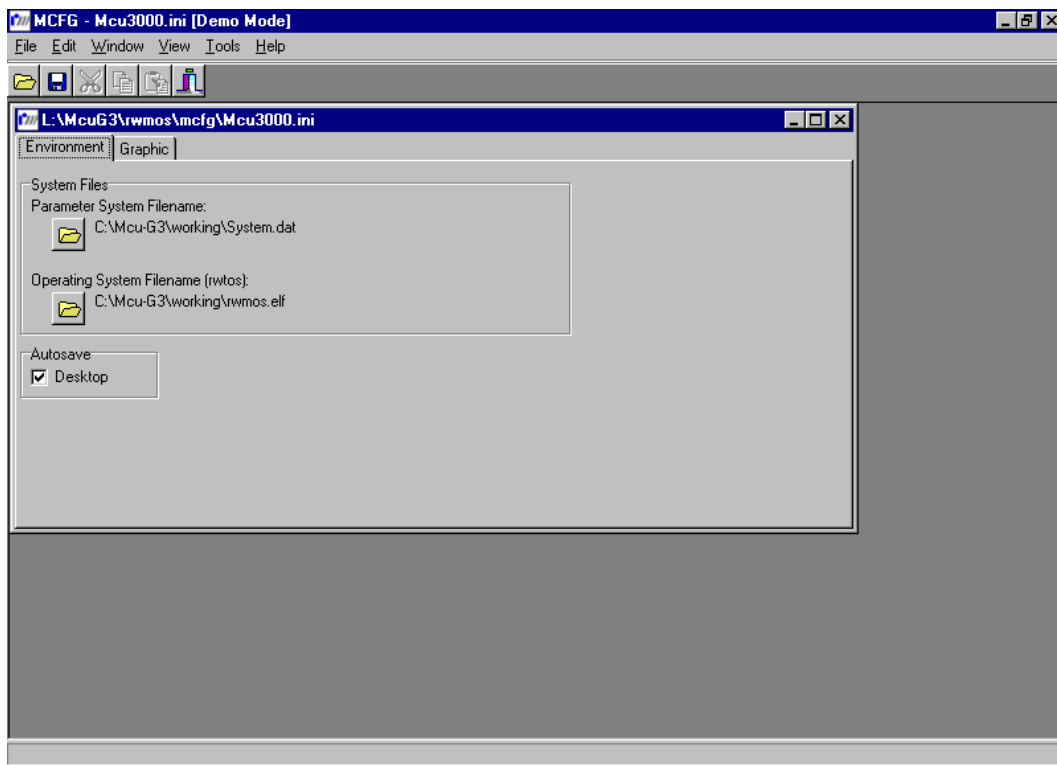 MCFG - Mcu3000.ini [Demo Mode]
File Edit Window View Tools Help
L:\McuG3\rwmos\mcfg\Mcu3000.ini
Environment Graphic
System Files
Parameter System Filename:
C:\Mcu-G3\working\System.dat
Operating System Filename (rwtos):
C:\Mcu-G3\working\rwmos.elf
Autosave
Desktop